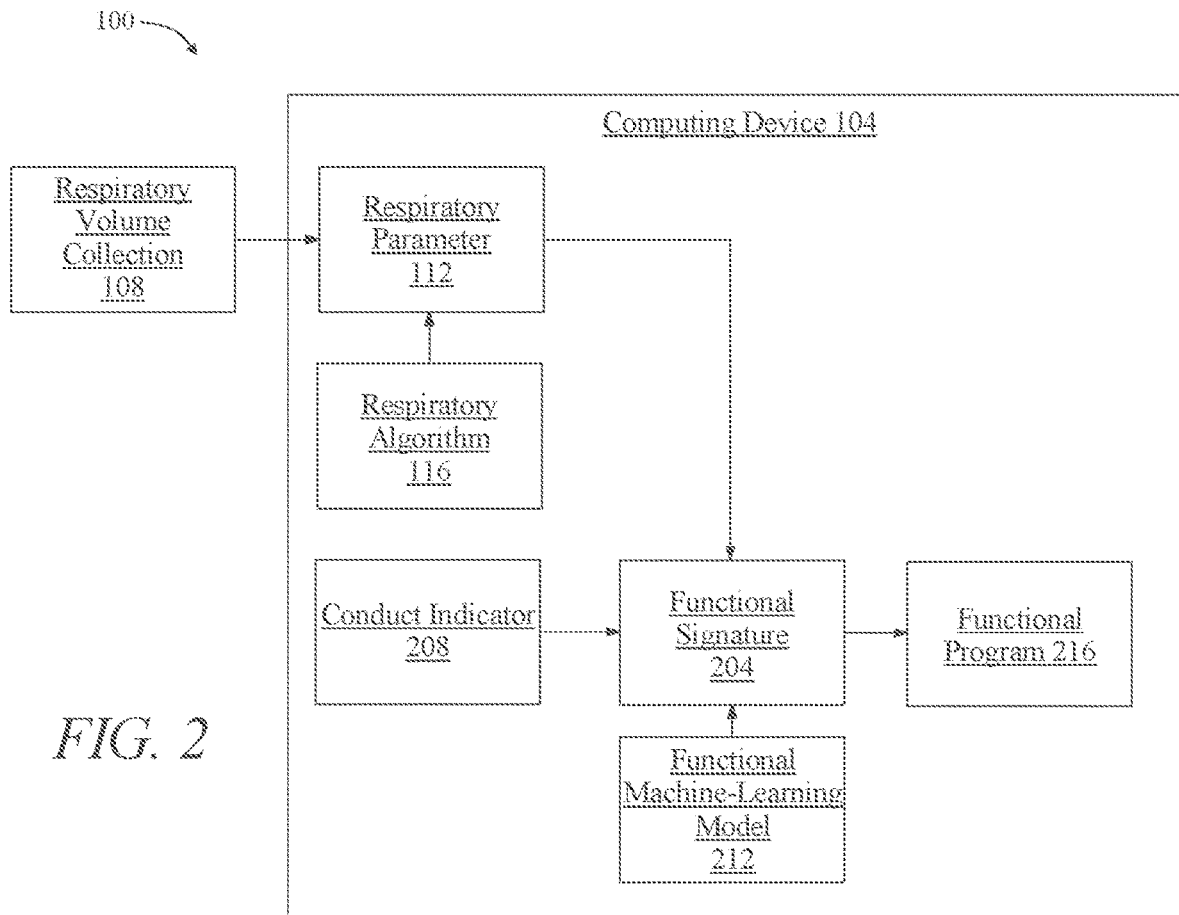 100
Computing Device 104
Respiratory
Volume
Collection
108
Respiratory
Parameter
112
Respiratory
Algorithm
116
Conduct Indicator
208
Functional
Signature
204
Functional
Program 216
Functional
Machine-Learning
Model
212
FIG. 2